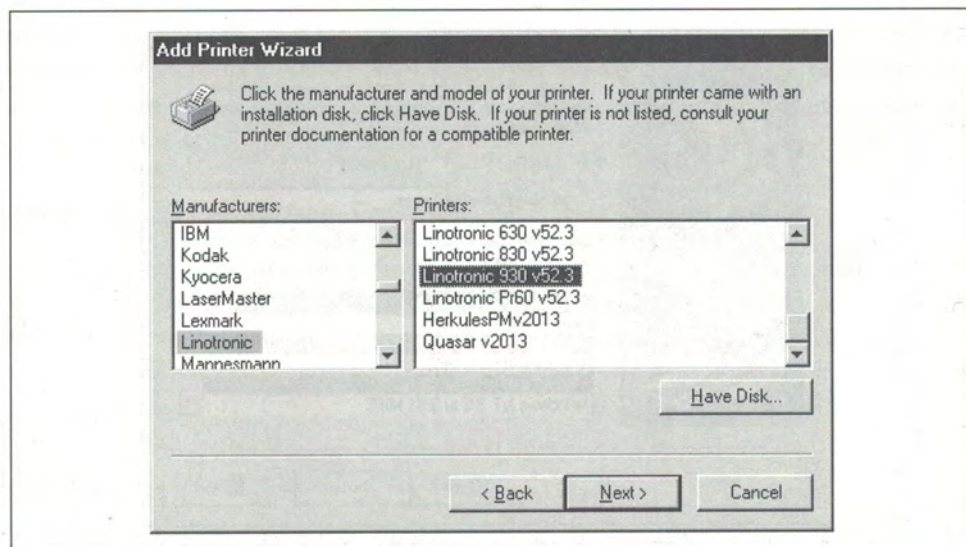 Add Printer Wizard
Click the manufacturer and model of your printer. If your printer came with an
installation disk, click Have Disk. If your printer is not listed, consult your
printer documentation for a compatible printer.
Manufacturers:
IBM
Kodak
Kyocera
LaserMaster
Lexmark
Linotronic
Mannesmann
Printers:
Linotronic 630 v52.3
Linotronic 830 v52.3
Linotronic 930 v52.3
Linotronic Pr60 v52.3
HerkulesPMv2013
Quasar v2013
Have Disk...
< Back
Next >
Cancel